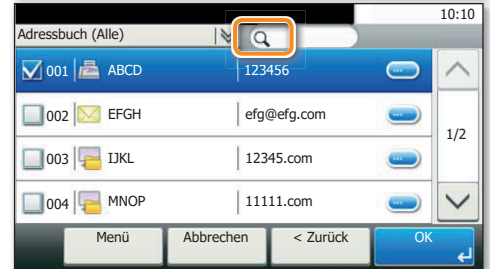 10:10
Adressbuch (Alle)
001 ABCD 123456
002 EFGH efg@efg.com
003 IJKL 12345.com
004 MNOP 11111.com
1/2
Menü Abbrechen < Zurück OK